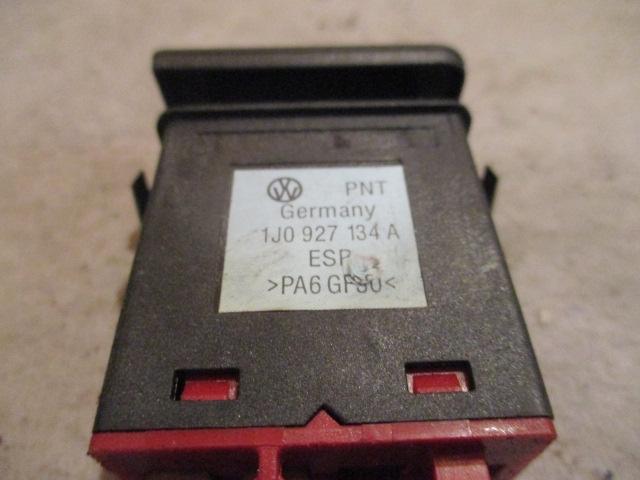 PNT
Germany
1J0 927 134 A
ESP
>PA6 GF30<